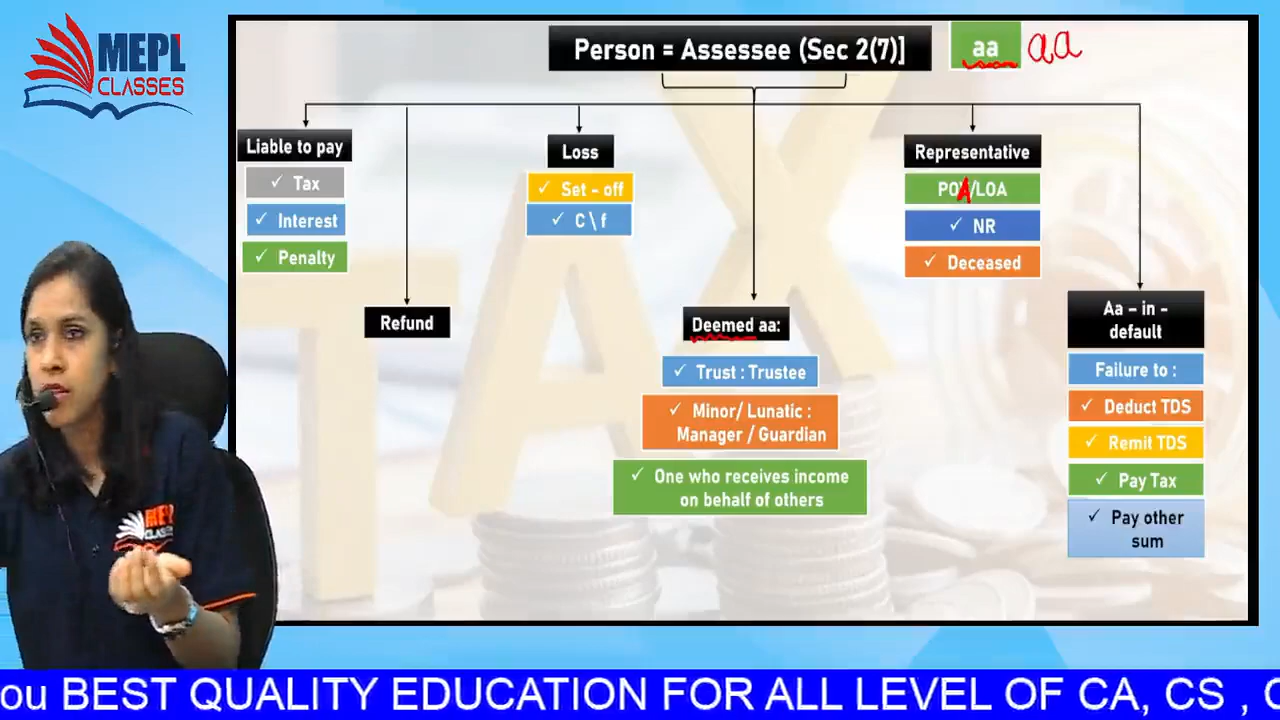 MEPL
CLASSES
Person = Assessee (Sec 2(7)]
aa
aa
Liable to pay
✓ Tax
✓ Interest
✓ Penalty
Refund
Loss
✓ Set – off
✓ C \ f
Deemed aa:
✓ Trust : Trustee
✓ Minor/ Lunatic :
Manager / Guardian
✓ One who receives income
on behalf of others
Representative
POA/LOA
✓ NR
✓ Deceased
Aa – in –
default
Failure to :
✓ Deduct TDS
✓ Remit TDS
✓ Pay Tax
✓ Pay other
sum
TAX
MEPL
CLASSES
ou BEST QUALITY EDUCATION FOR ALL LEVEL OF CA, CS , C